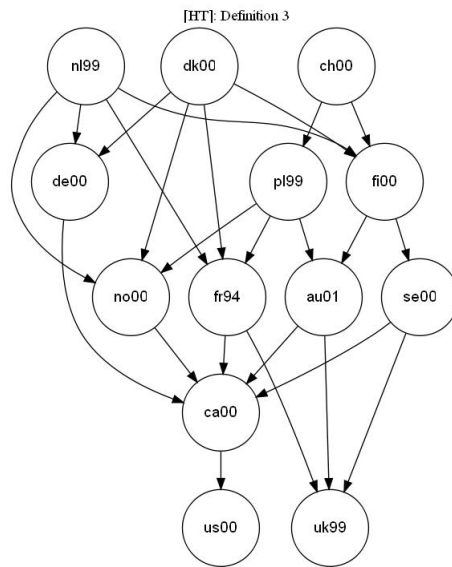 [HT]: Definition 3
nl99
dk00
ch00
de00
pl99
fi00
no00
fr94
au01
se00
ca00
us00
uk99